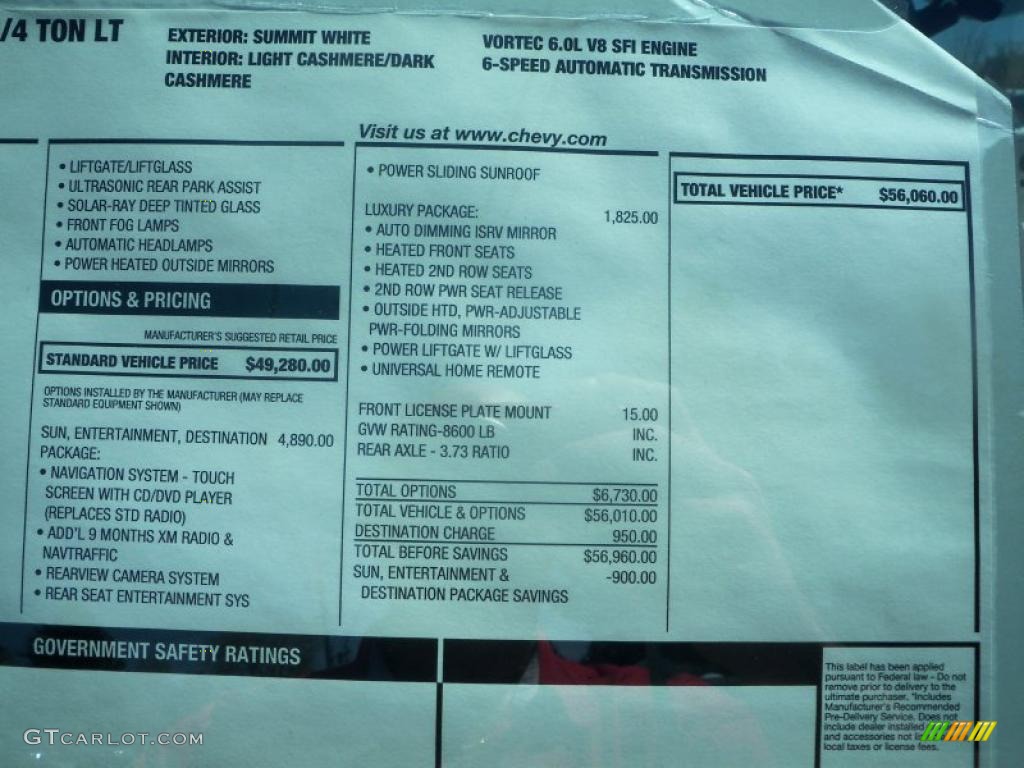 /4 TON LT
EXTERIOR: SUMMIT WHITE
INTERIOR: LIGHT CASHMERE/DARK
CASHMERE
VORTEC 6.0L V8 SFI ENGINE
6-SPEED AUTOMATIC TRANSMISSION
Visit us at www.chevy.com
• LIFTGATE/LIFTGLASS
• ULTRASONIC REAR PARK ASSIST
• SOLAR-RAY DEEP TINTED GLASS
• FRONT FOG LAMPS
• AUTOMATIC HEADLAMPS
• POWER HEATED OUTSIDE MIRRORS
OPTIONS & PRICING
MANUFACTURER'S SUGGESTED RETAIL PRICE
STANDARD VEHICLE PRICE $49,280.00
OPTIONS INSTALLED BY THE MANUFACTURER (MAY REPLACE
STANDARD EQUIPMENT SHOWN)
SUN, ENTERTAINMENT, DESTINATION 4,890.00
PACKAGE:
• NAVIGATION SYSTEM - TOUCH
SCREEN WITH CD/DVD PLAYER
(REPLACES STD RADIO)
• ADD'L 9 MONTHS XM RADIO &
NAVTRAFFIC
• REARVIEW CAMERA SYSTEM
• REAR SEAT ENTERTAINMENT SYS
• POWER SLIDING SUNROOF
LUXURY PACKAGE: 1,825.00
• AUTO DIMMING ISRV MIRROR
• HEATED FRONT SEATS
• HEATED 2ND ROW SEATS
• 2ND ROW PWR SEAT RELEASE
• OUTSIDE HTD, PWR-ADJUSTABLE
PWR-FOLDING MIRRORS
• POWER LIFTGATE W/ LIFTGLASS
• UNIVERSAL HOME REMOTE
FRONT LICENSE PLATE MOUNT 15.00
GVW RATING-8600 LB INC.
REAR AXLE - 3.73 RATIO INC.
TOTAL OPTIONS $6,730.00
TOTAL VEHICLE & OPTIONS $56,010.00
DESTINATION CHARGE 950.00
TOTAL BEFORE SAVINGS $56,960.00
SUN, ENTERTAINMENT & -900.00
DESTINATION PACKAGE SAVINGS
TOTAL VEHICLE PRICE* $56,060.00
GOVERNMENT SAFETY RATINGS
This label has been applied
pursuant to Federal law - Do not
remove prior to delivery to the
ultimate purchaser. *Includes
Manufacturer's Recommended
Pre-Delivery Service. Does not
include dealer installed
and accessories not
local taxes or license fees.
GTcarlot.com